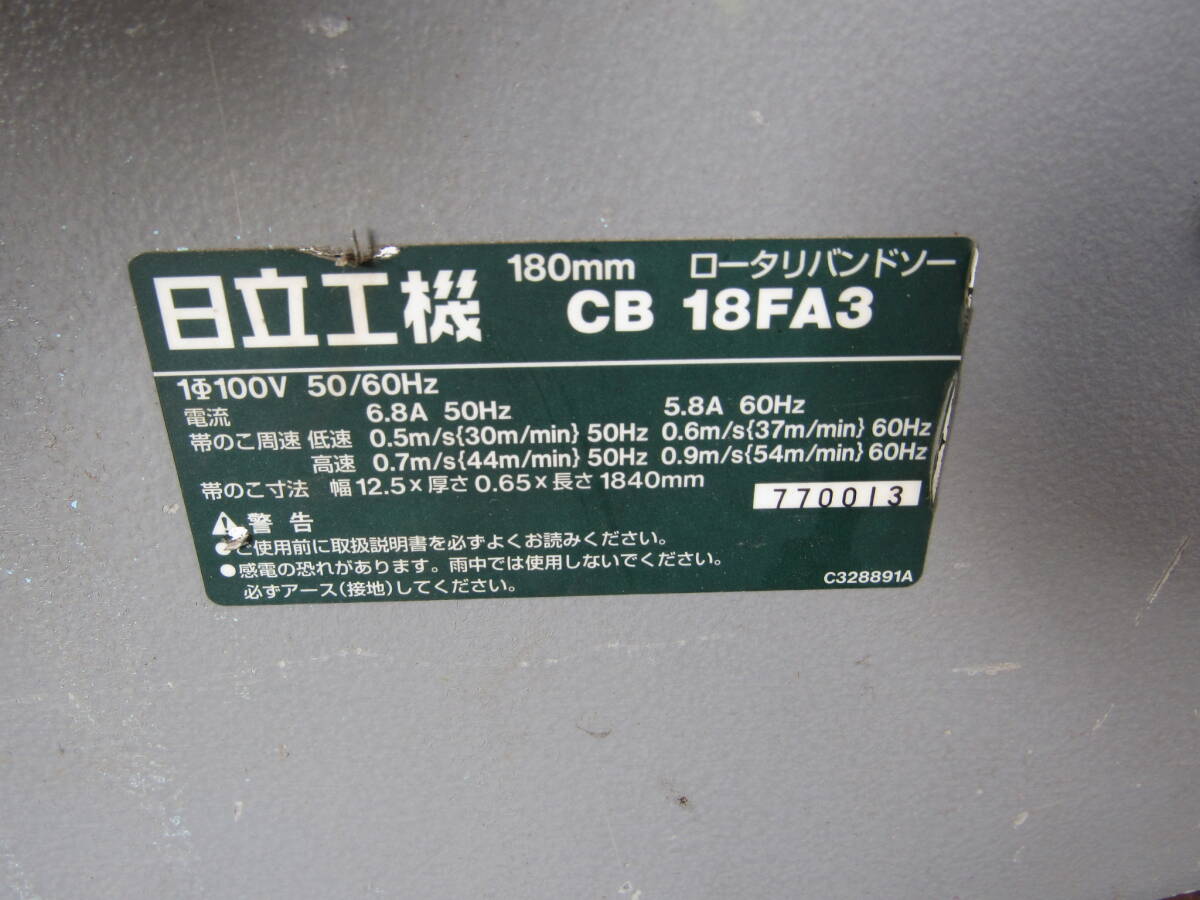 日立工機 180mm ロータリバンドソー
CB 18FA3
1Φ100V 50/60Hz
電流 6.8A 50Hz 5.8A 60Hz
帯のこ周速 低速 0.5m/s{30m/min} 50Hz 0.6m/s{37m/min} 60Hz
高速 0.7m/s{44m/min} 50Hz 0.9m/s{54m/min} 60Hz
帯のこ寸法 幅12.5×厚さ0.65×長さ1840mm
770013
⚠警告
●ご使用前に取扱説明書を必ずよくお読みください。
●感電の恐れがあります。雨中では使用しないでください。
必ずアース(接地)してください。
C328891A